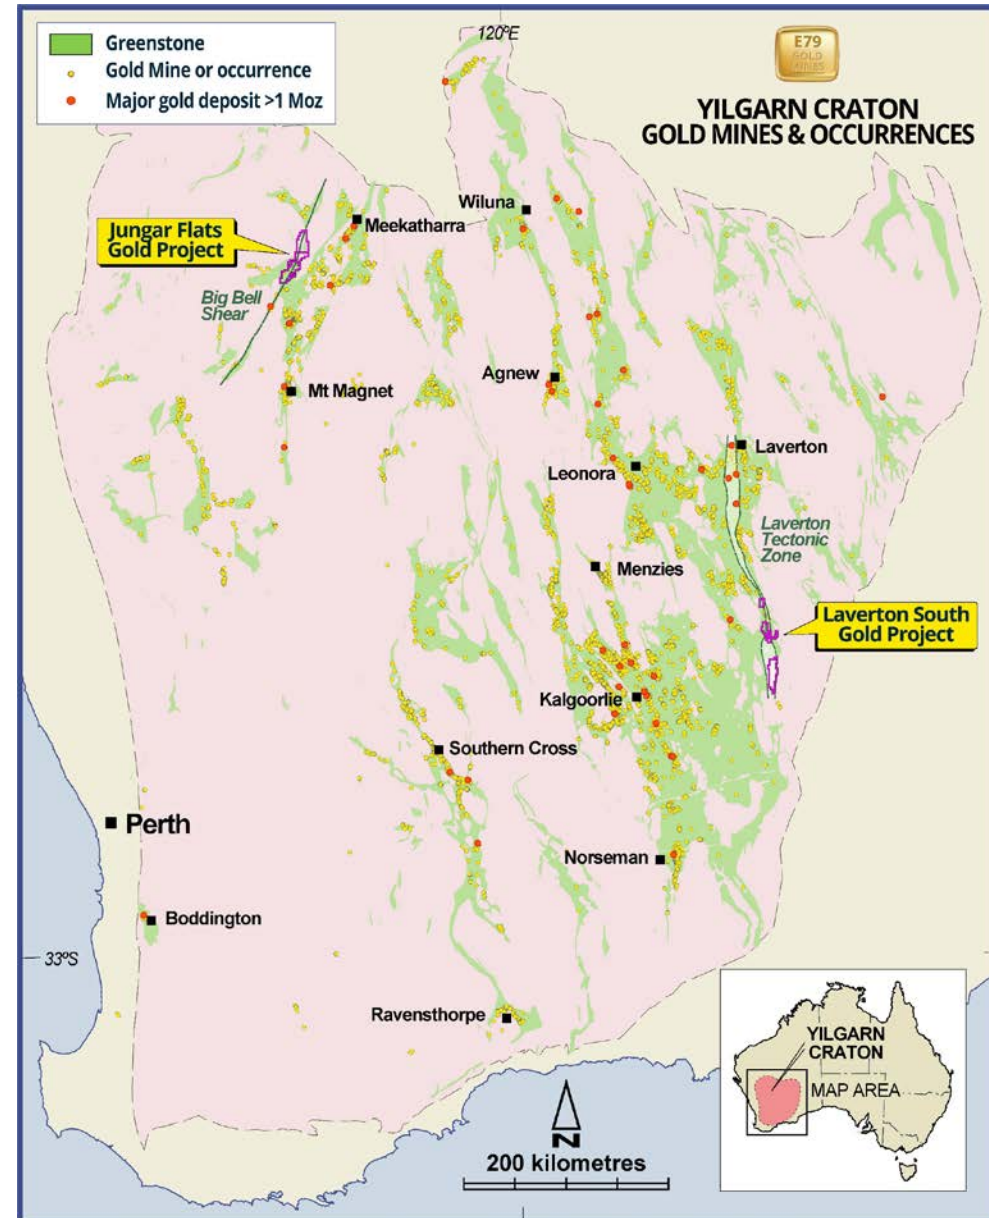 Greenstone
Gold Mine or occurrence
Major gold deposit >1 Moz
120ºE
E79
GOLD
MINES
YILGARN CRATON
GOLD MINES & OCCURRENCES
Wiluna
Meekatharra
Jungar Flats
Gold Project
Big Bell
Shear
Agnew
Mt Magnet
Laverton
Leonora
Laverton
Tectonic
Zone
Menzies
Laverton South
Gold Project
Kalgoorlie
Southern Cross
Perth
Norseman
Boddington
33ºS
Ravensthorpe
YILGARN
CRATON
MAP AREA
N
200 kilometres